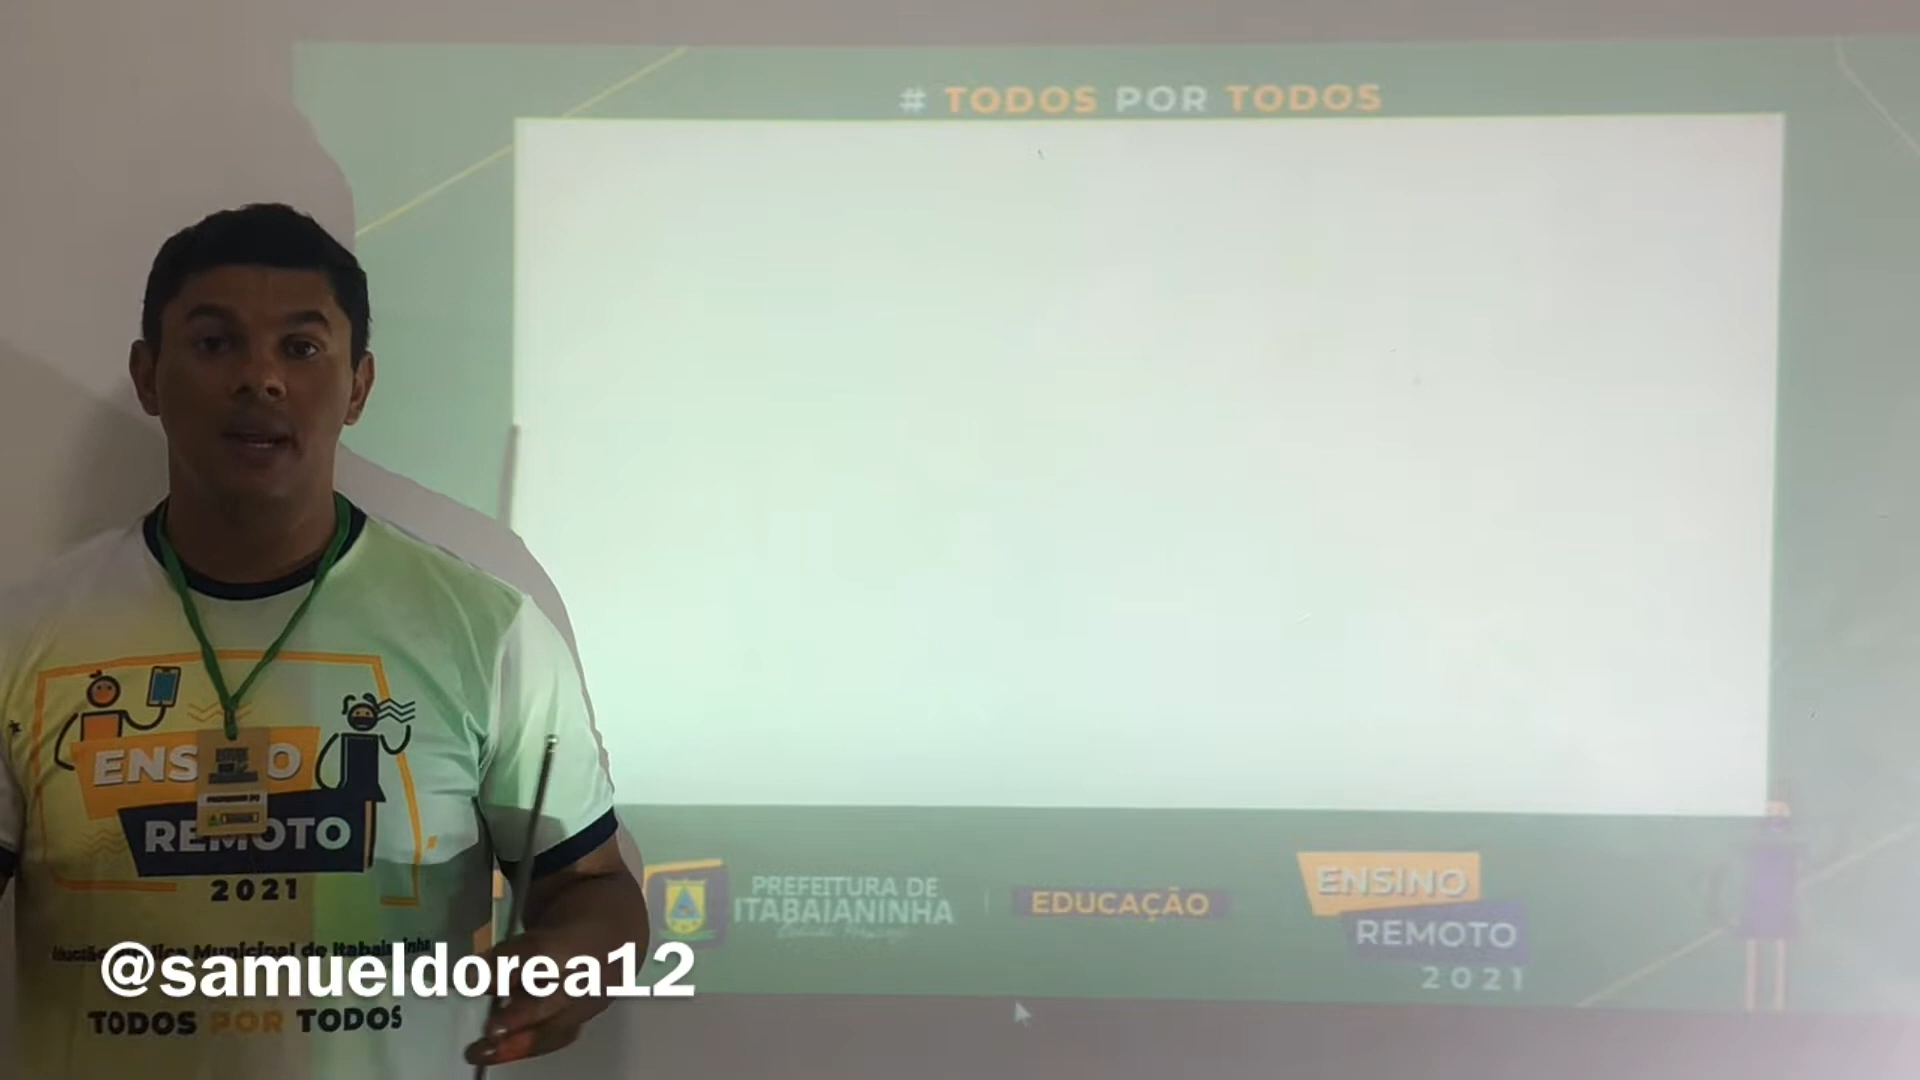 # TODOS POR TODOS
ENSINO
REMOTO
2021
@samueldorea12
TODOS POR TODOS
PREFEITURA DE
ITABAIANINHA
EDUCAÇÃO
ENSINO
REMOTO
2021